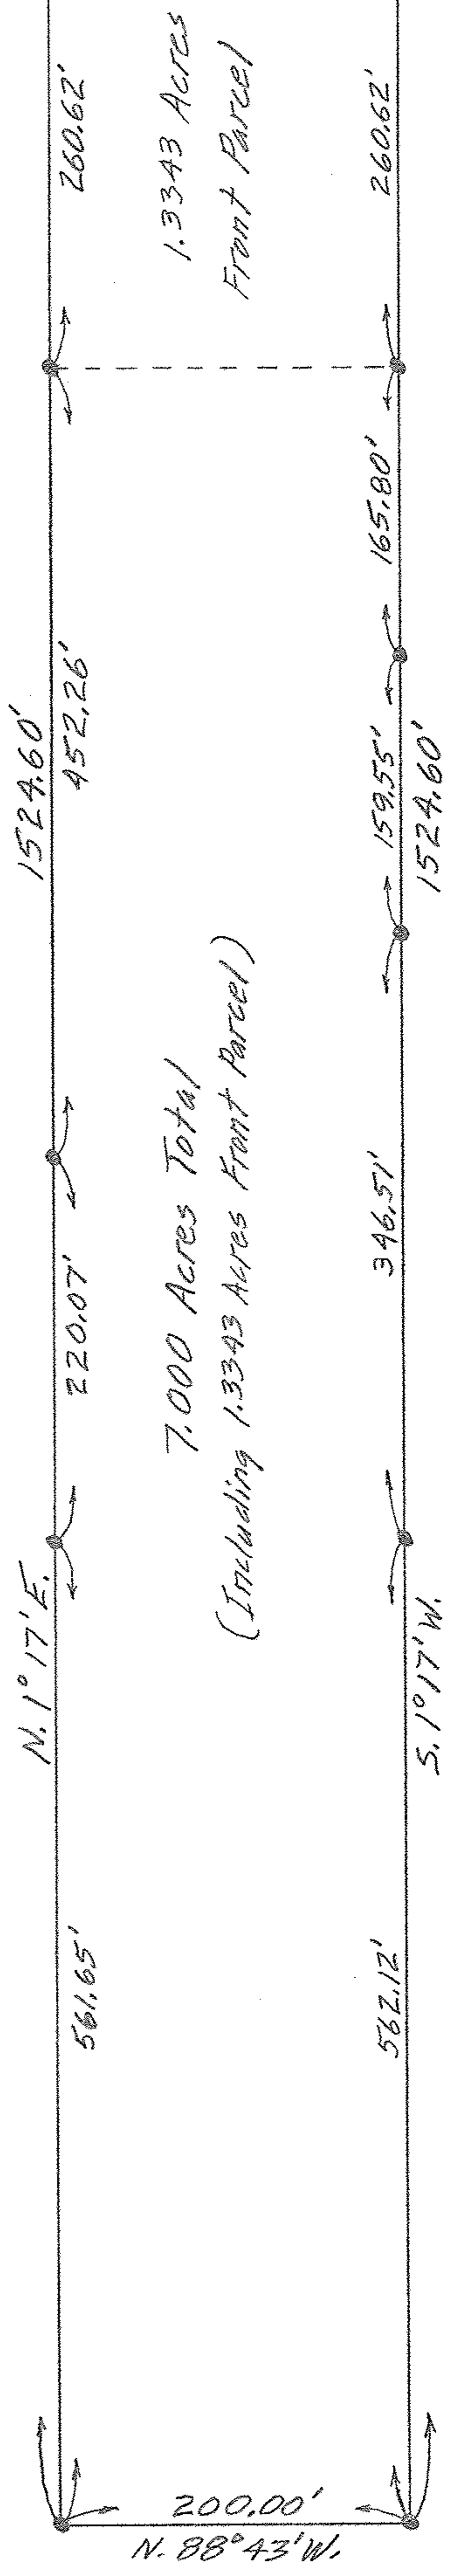 260.62'
1.3343 Acres
Front Parcel
260.62'
165.80'
1524.60'
452.26'
159.55'
1524.60'
7.000 Acres Total
(Including 1.3343 Acres Front Parcel)
220.07'
346.51'
N. 1° 17' E.
S. 1° 17' W.
561.65'
562.12'
200.00'
N. 88° 43' W.